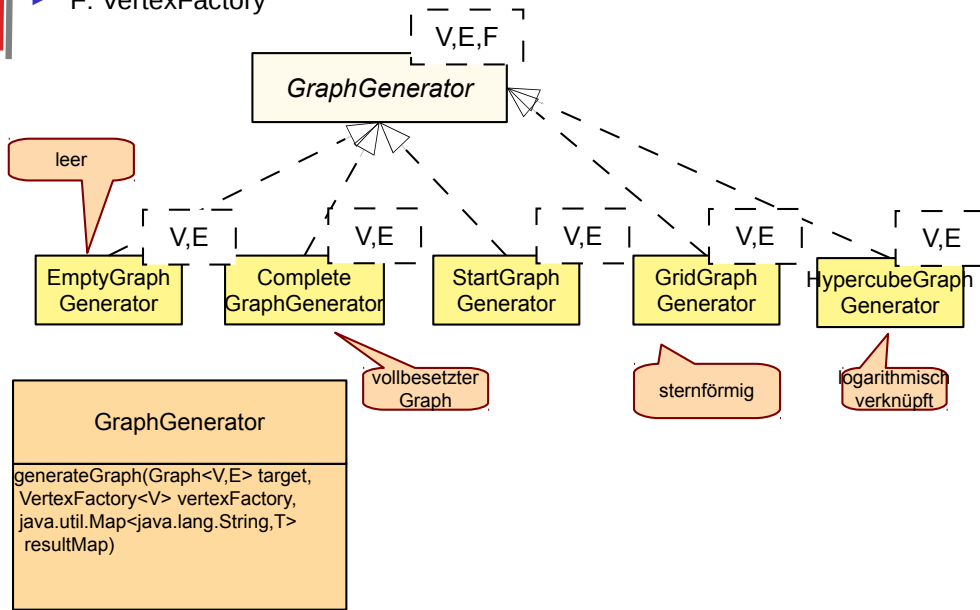 F: VertexFactory
V,E,F
GraphGenerator
leer
V,E
V,E
V,E
V,E
V,E
EmptyGraph
Generator
Complete
GraphGenerator
StartGraph
Generator
GridGraph
Generator
HypercubeGraph
Generator
vollbesetzter
Graph
sternförmig
logarithmisch
verknüpft
GraphGenerator
generateGraph(Graph<V,E> target,
VertexFactory<V> vertexFactory,
java.util.Map<java.lang.String,T>
resultMap)